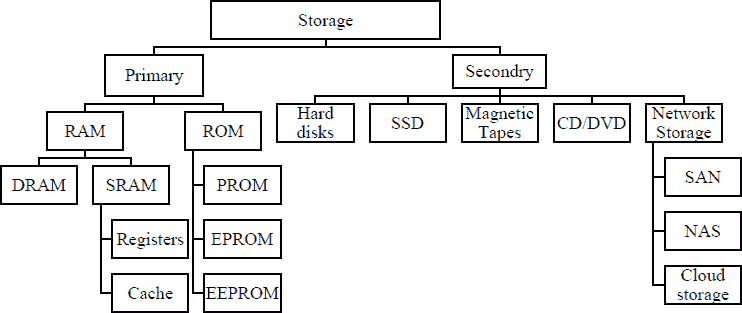 Storage
Primary
Secondry
RAM
ROM
Hard
disks
SSD
Magnetic
Tapes
CD/DVD
Network
Storage
DRAM
SRAM
PROM
SAN
Registers
EPROM
NAS
Cache
EEPROM
Cloud
storage